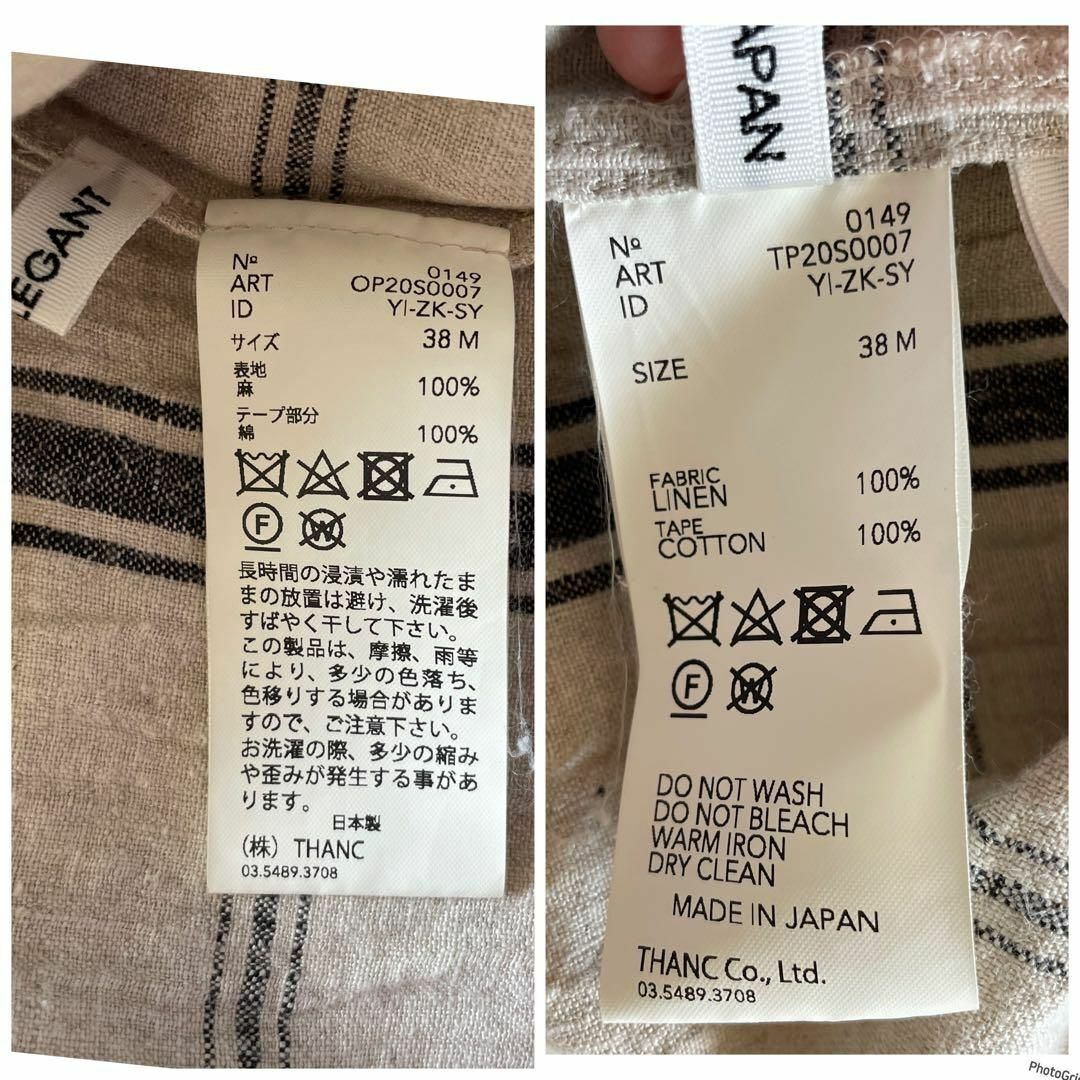 EGANT
Nº 0149
ART OP20S0007
ID YI-ZK-SY
サイズ 38 M
表地
麻 100%
テープ部分
綿 100%
F W
長時間の浸漬や濡れたま
まの放置は避け、洗濯後
すばやく干して下さい。
この製品は、摩擦、雨等
により、多少の色落ち、
色移りする場合がありま
すので、ご注意下さい。
お洗濯の際、多少の縮み
や歪みが発生する事があ
ります。
日本製
(株) THANC
03.5489.3708
APAN
Nº 0149
ART TP20S0007
ID YI-ZK-SY
SIZE 38 M
FABRIC
LINEN 100%
TAPE
COTTON 100%
F W
DO NOT WASH
DO NOT BLEACH
WARM IRON
DRY CLEAN
MADE IN JAPAN
THANC Co., Ltd.
03.5489.3708
PhotoGri